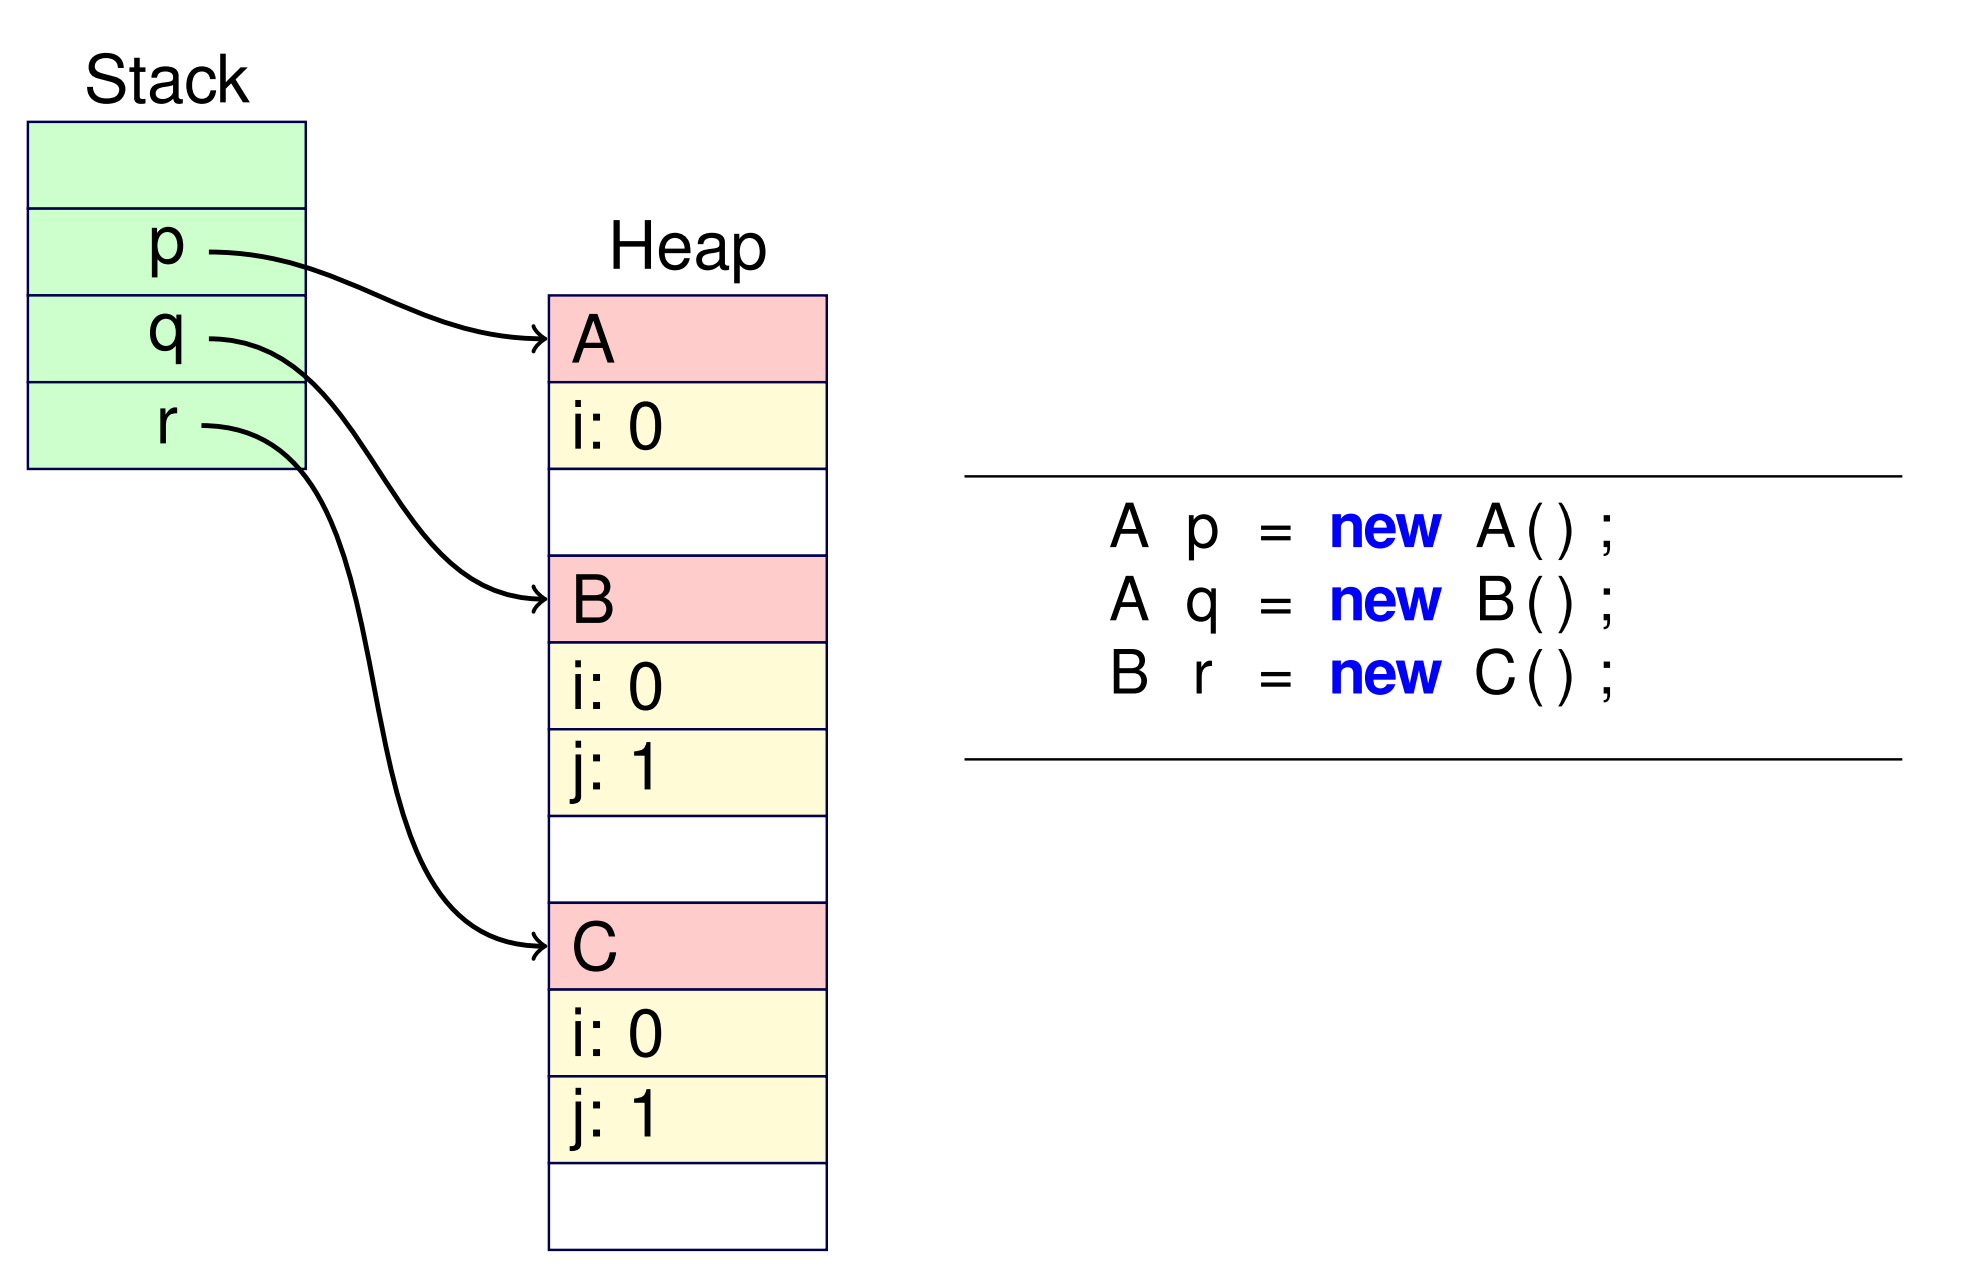 Stack
p
q
r
Heap
A
i: 0
B
i: 0
j: 1
C
i: 0
j: 1
A p = new A();
A q = new B();
B r = new C();